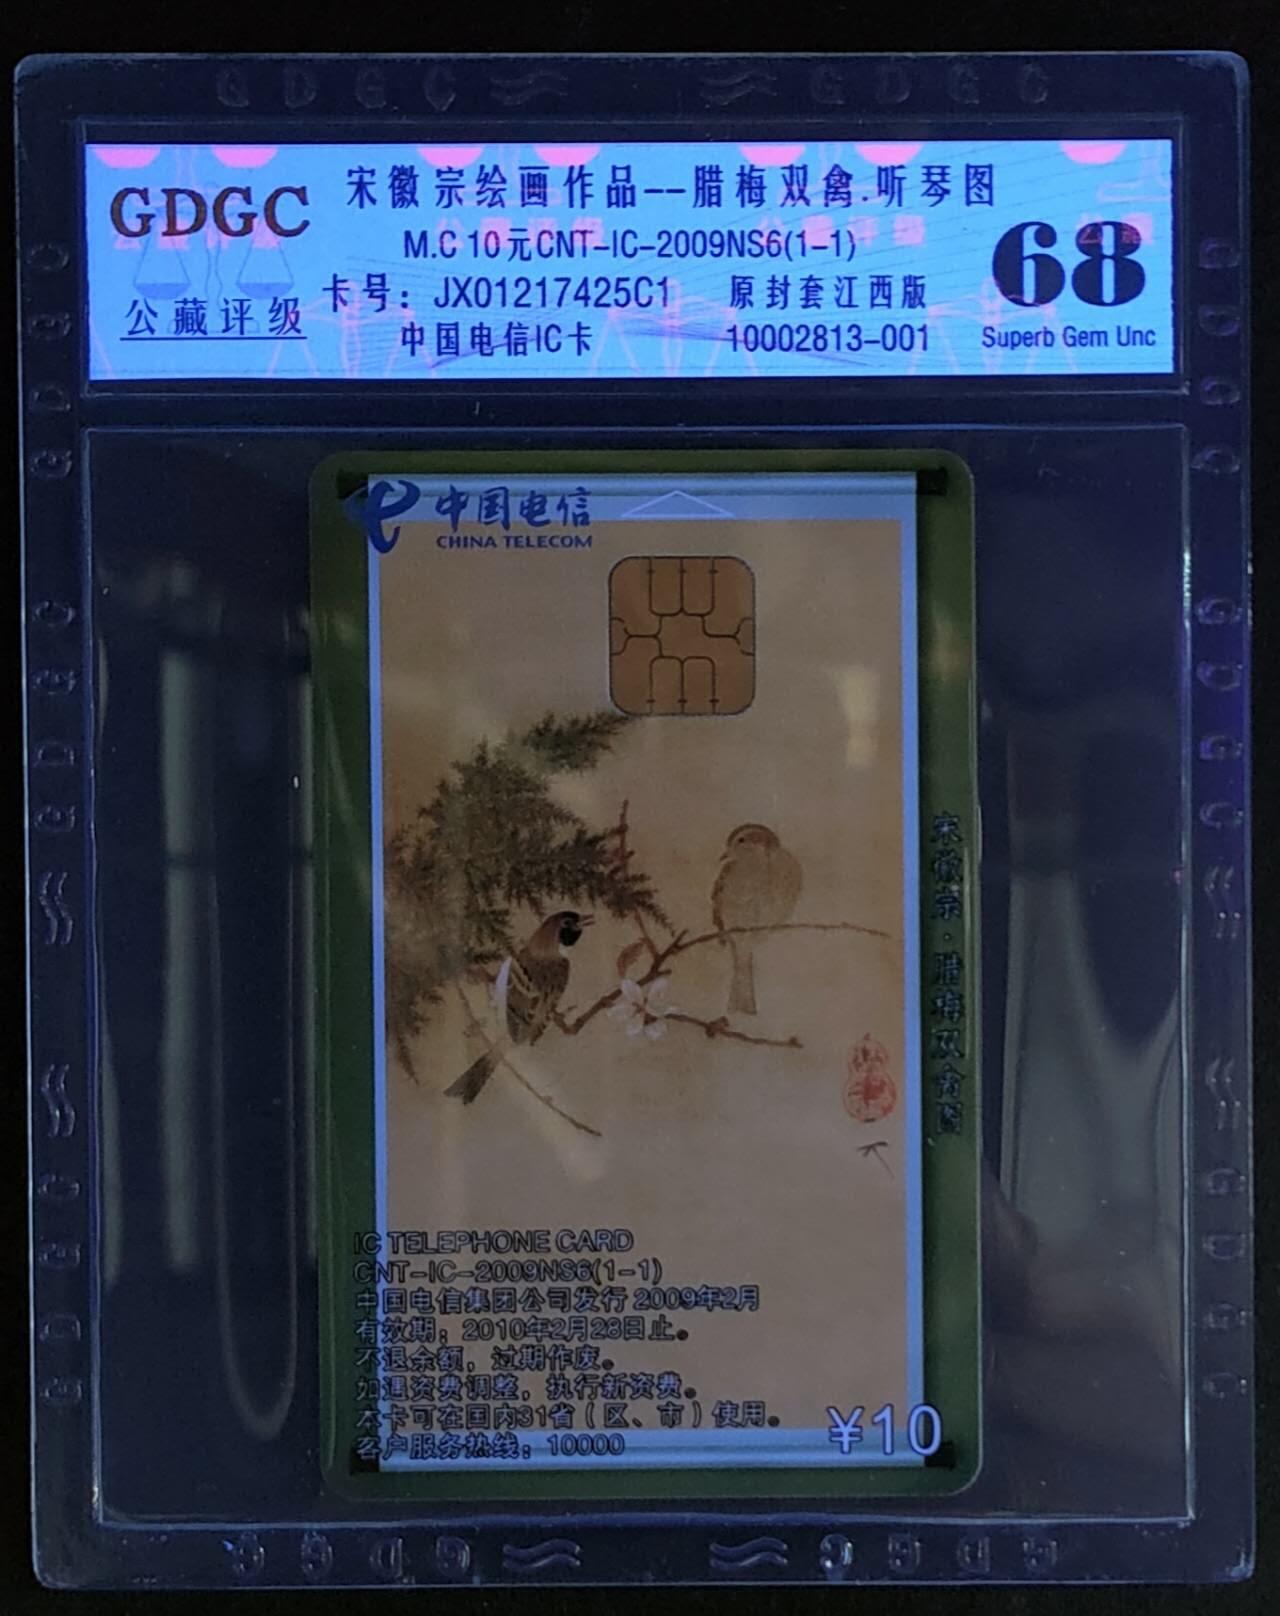 GDGC GDGC
GDGC
公藏评级
宋徽宗绘画作品--腊梅双禽.听琴图
M.C 10元CNT-IC-2009NS6(1-1)
卡号：JX01217425C1 原封套江西版
中国电信IC卡 10002813-001
68
Superb Gem Unc
中国电信
CHINA TELECOM
宋徽宗·腊梅双禽图
IC TELEPHONE CARD
CNT-IC-2009NS6(1-1)
中国电信集团公司发行 2009年2月
有效期：2010年2月28日止。
不退余额，过期作废。
如遇资费调整，执行新资费。
本卡可在国内31省（区、市）使用。
客户服务热线：10000
¥10